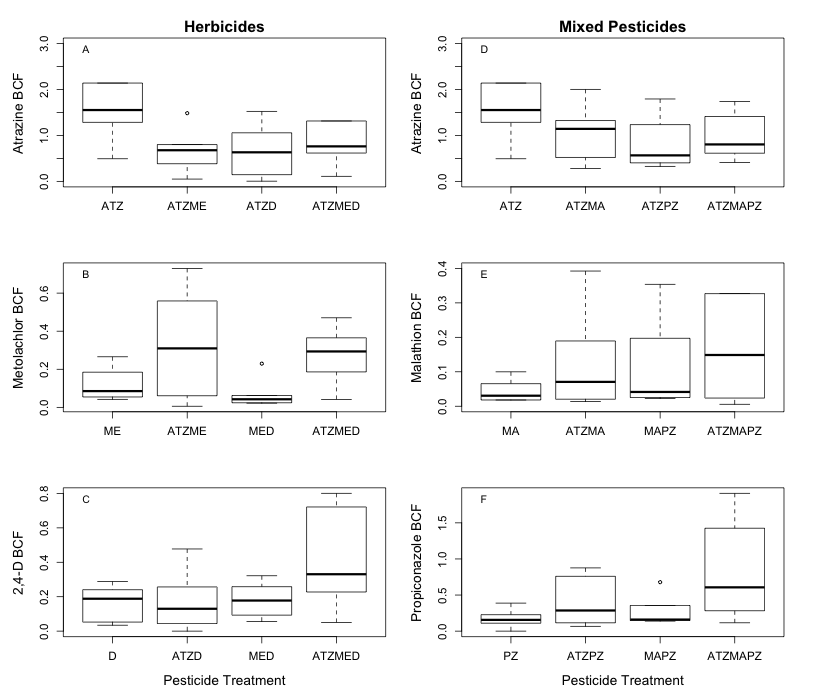 Herbicides
Mixed Pesticides
A
Atrazine BCF
3.0
2.0
1.0
0.0
ATZ ATZME ATZD ATZMED
D
Atrazine BCF
3.0
2.0
1.0
0.0
ATZ ATZMA ATZPZ ATZMAPZ
B
Metolachlor BCF
0.6
0.4
0.2
0.0
ME ATZME MED ATZMED
E
Malathion BCF
0.4
0.3
0.2
0.1
0.0
MA ATZMA MAPZ ATZMAPZ
C
2,4-D BCF
0.8
0.6
0.4
0.2
0.0
D ATZD MED ATZMED
Pesticide Treatment
F
Propiconazole BCF
1.5
1.0
0.5
0.0
PZ ATZPZ MAPZ ATZMAPZ
Pesticide Treatment